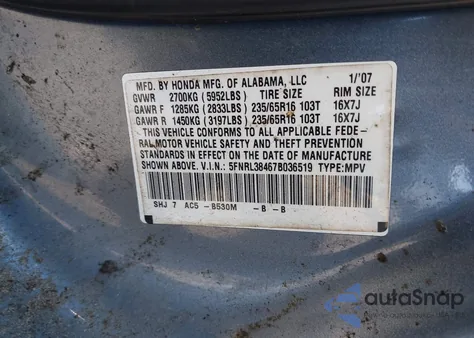 MFD. BY HONDA MFG. OF ALABAMA, LLC 1/'07
GVWR 2700KG (5952LBS) TIRE SIZE RIM SIZE
GAWR F 1285KG (2833LBS) 235/65R16 103T 16X7J
GAWR R 1450KG (3197LBS) 235/65R16 103T 16X7J
THIS VEHICLE CONFORMS TO ALL APPLICABLE FEDE-
RAL MOTOR VEHICLE SAFETY AND THEFT PREVENTION
STANDARDS IN EFFECT ON THE DATE OF MANUFACTURE
SHOWN ABOVE. V.I.N.: 5FNRL38467B036519 TYPE:MPV
SHJ 7 AC5 -B530M -B -B
autoSnap